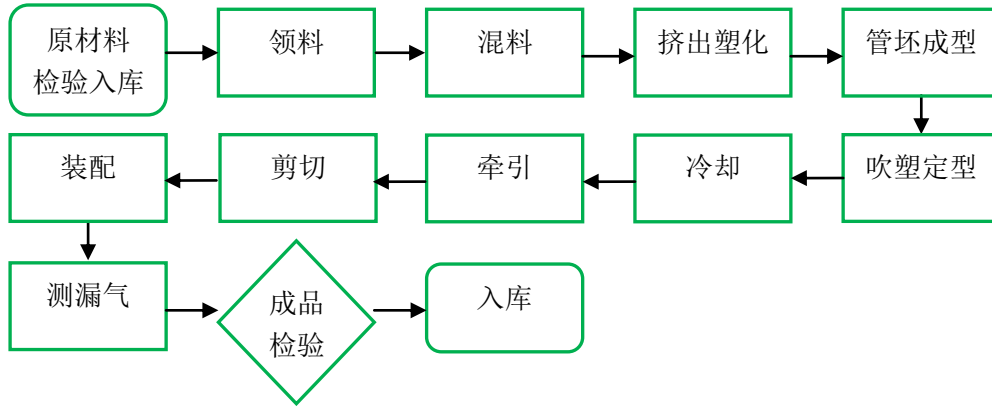 原材料
检验入库
领料
混料
挤出塑化
管坯成型
吹塑定型
冷却
牵引
剪切
装配
测漏气
成品
检验
入库